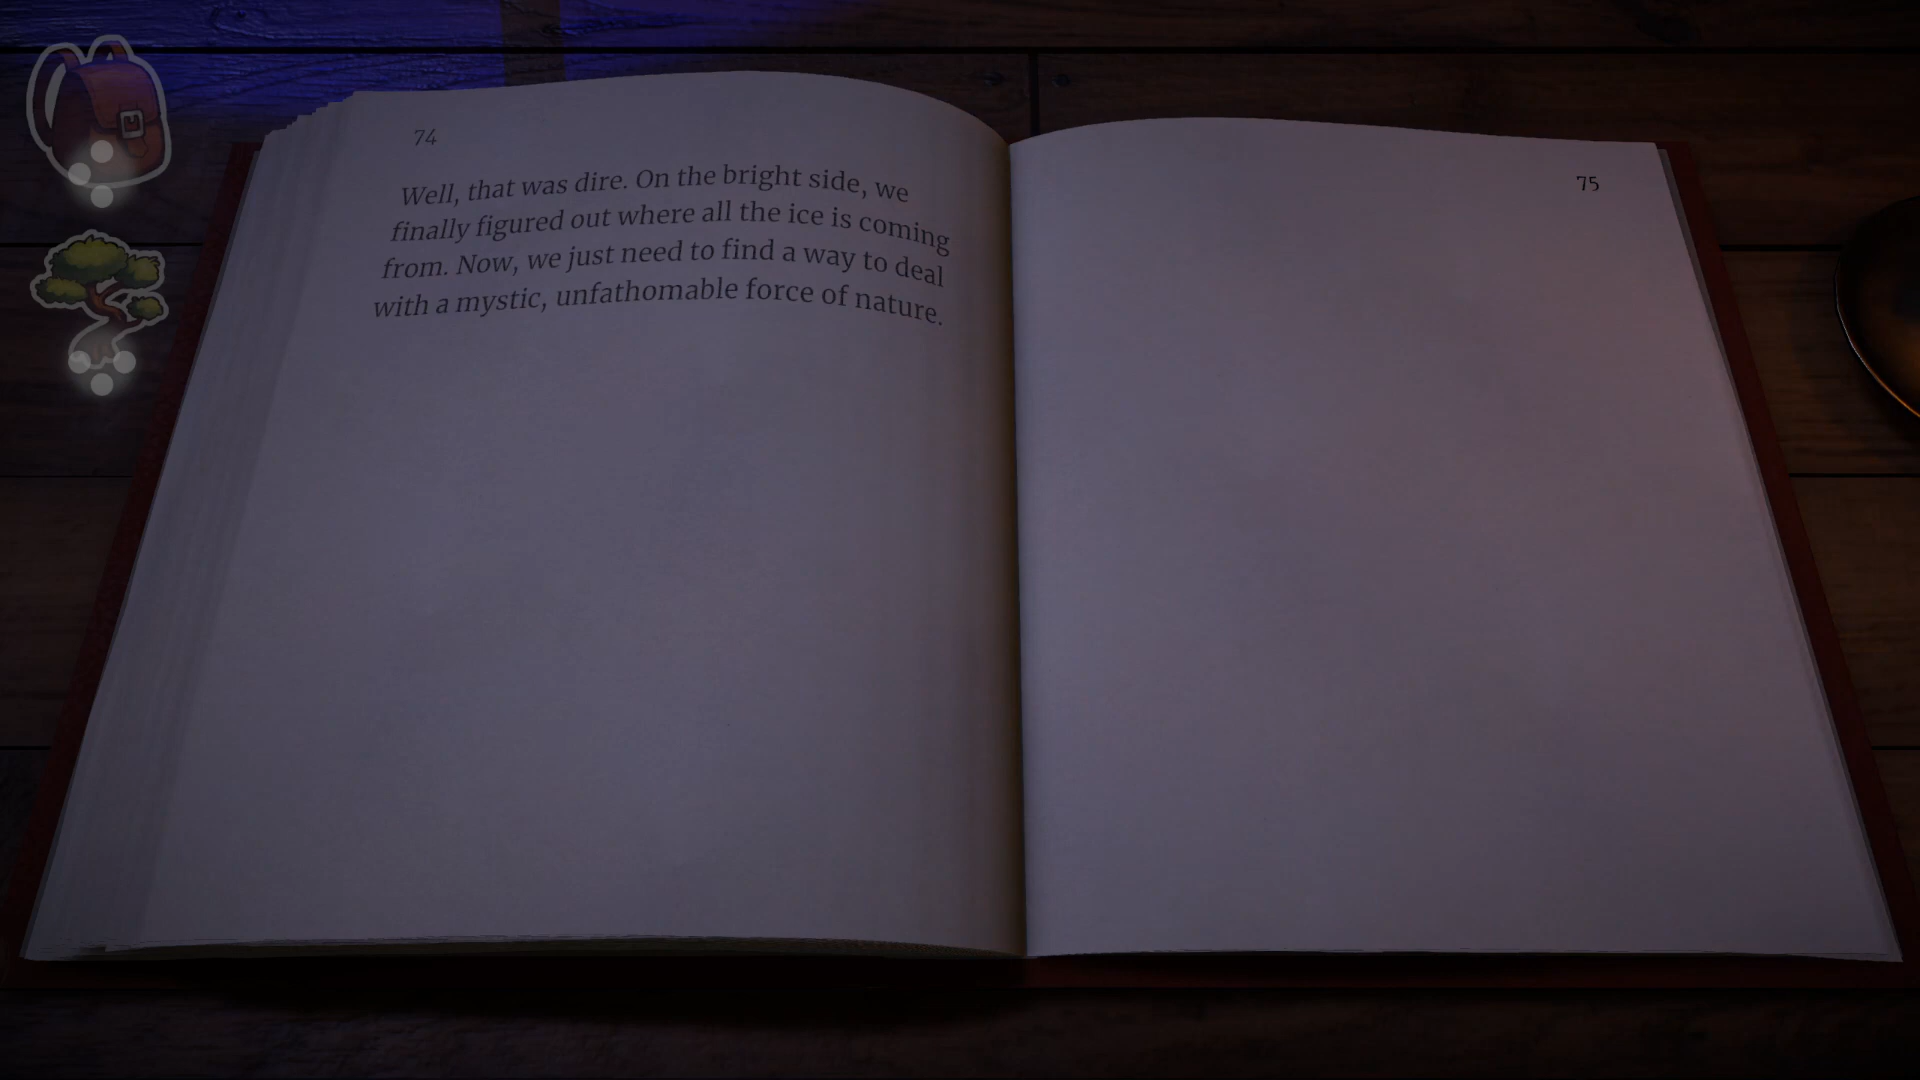 74
Well, that was dire. On the bright side, we
finally figured out where all the ice is coming
from. Now, we just need to find a way to deal
with a mystic, unfathomable force of nature.
75